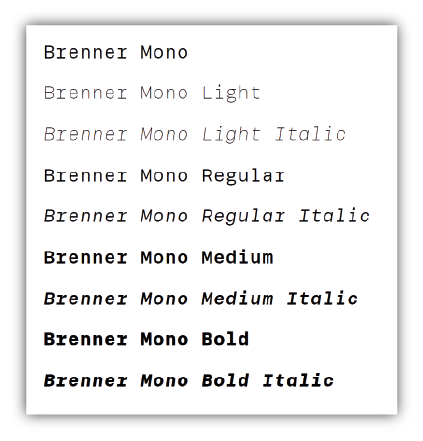 Brenner Mono
Brenner Mono Light
Brenner Mono Light Italic
Brenner Mono Regular
Brenner Mono Regular Italic
Brenner Mono Medium
Brenner Mono Medium Italic
Brenner Mono Bold
Brenner Mono Bold Italic